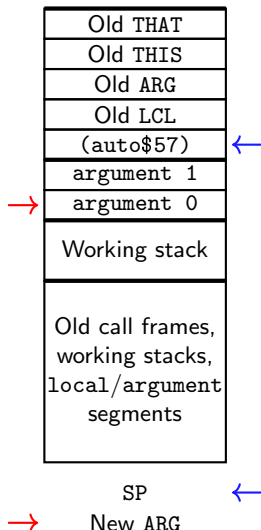 Old THAT
Old THIS
Old ARG
Old LCL
(auto$57)
argument 1
argument 0
Working stack
Old call frames,
working stacks,
local/argument
segments
SP
New ARG